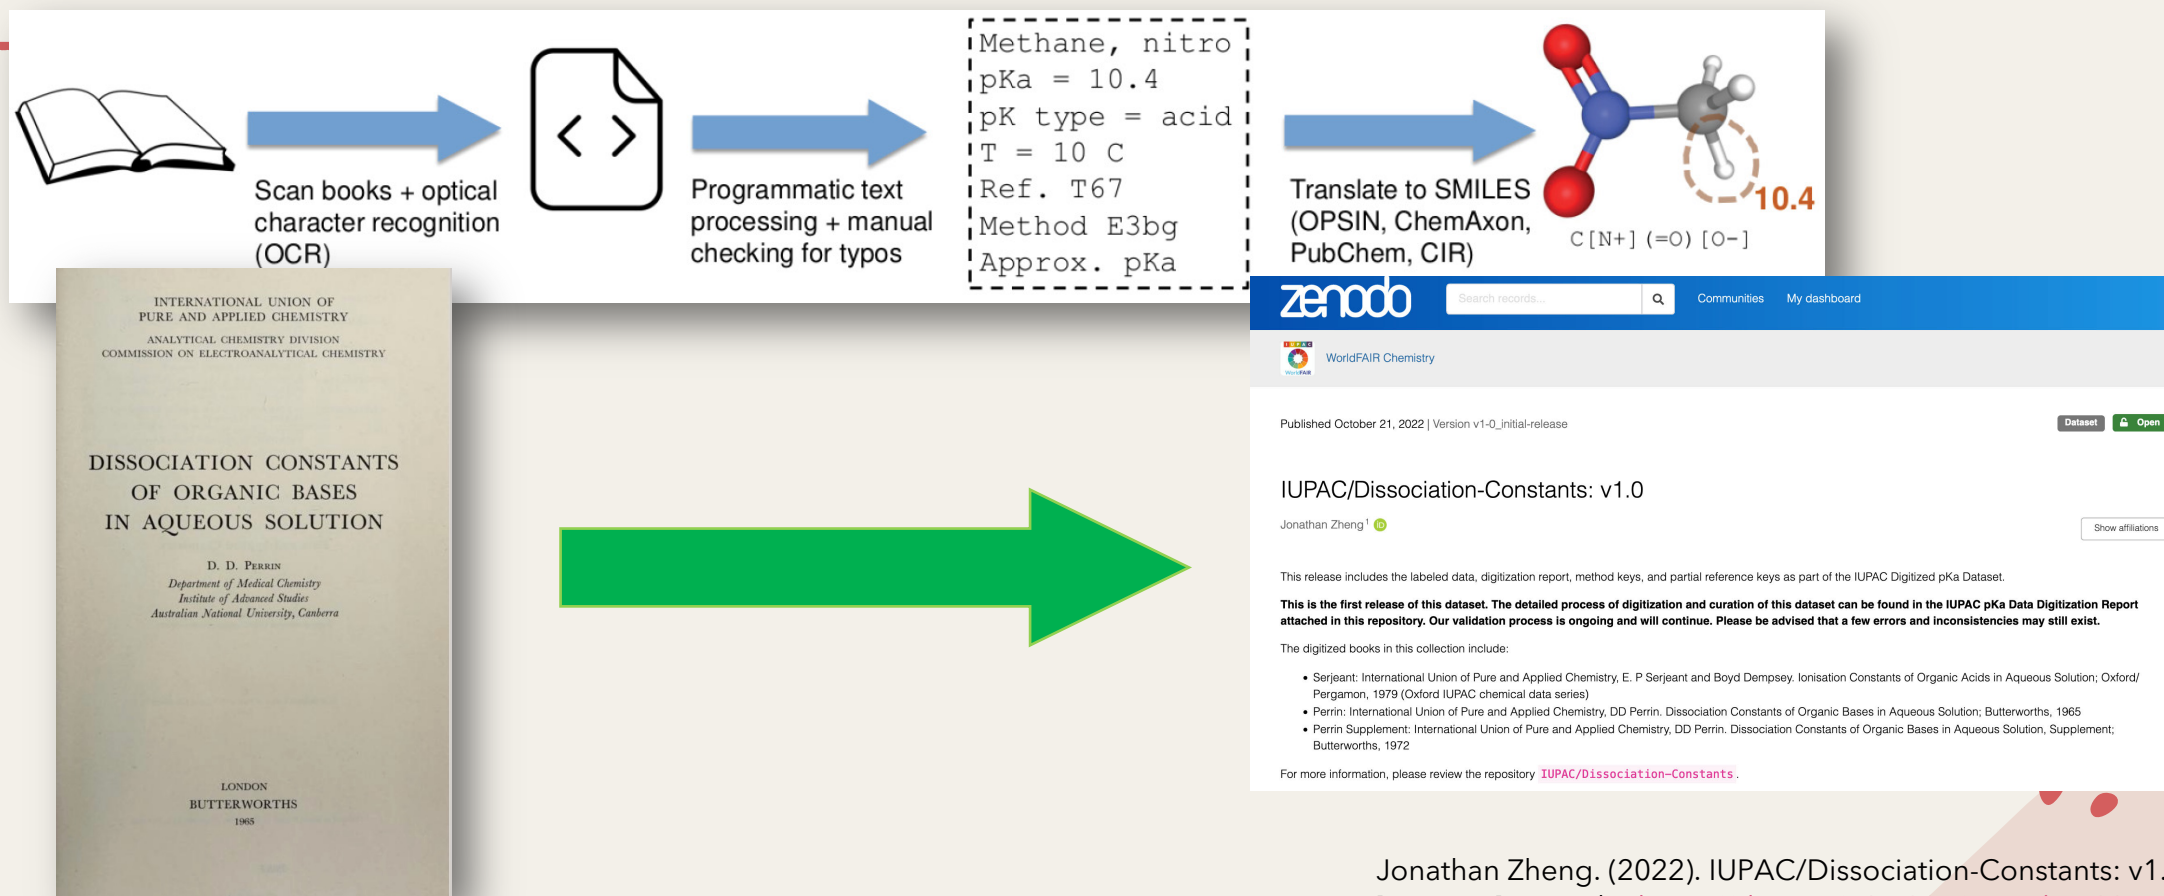 Scan books + optical
character recognition
(OCR)
< >
Programmatic text
processing + manual
checking for typos
Methane, nitro
pKa = 10.4
pK type = acid
T = 10 C
Ref. T67
Method E3bg
Approx. pKa
Translate to SMILES
(OPSIN, ChemAxon,
PubChem, CIR)
10.4
C[N+](=O)[O-]
INTERNATIONAL UNION OF
PURE AND APPLIED CHEMISTRY
ANALYTICAL CHEMISTRY DIVISION
COMMISSION ON ELECTROANALYTICAL CHEMISTRY
DISSOCIATION CONSTANTS
OF ORGANIC BASES
IN AQUEOUS SOLUTION
D. D. PERRIN
Department of Medical Chemistry
Institute of Advanced Studies
Australian National University, Canberra
LONDON
BUTTERWORTHS
1965
zenodo
Search records...
Communities My dashboard
IUPAC
WorldFAIR
WorldFAIR Chemistry
Published October 21, 2022 | Version v1-0_initial-release
Dataset Open
IUPAC/Dissociation-Constants: v1.0
Jonathan Zheng1 iD
Show affiliations
This release includes the labeled data, digitization report, method keys, and partial reference keys as part of the IUPAC Digitized pKa Dataset.
This is the first release of this dataset. The detailed process of digitization and curation of this dataset can be found in the IUPAC pKa Data Digitization Report
attached in this repository. Our validation process is ongoing and will continue. Please be advised that a few errors and inconsistencies may still exist.
The digitized books in this collection include:
• Serjeant: International Union of Pure and Applied Chemistry, E. P Serjeant and Boyd Dempsey. Ionisation Constants of Organic Acids in Aqueous Solution; Oxford/
Pergamon, 1979 (Oxford IUPAC chemical data series)
• Perrin: International Union of Pure and Applied Chemistry, DD Perrin. Dissociation Constants of Organic Bases in Aqueous Solution; Butterworths, 1965
• Perrin Supplement: International Union of Pure and Applied Chemistry, DD Perrin. Dissociation Constants of Organic Bases in Aqueous Solution, Supplement;
Butterworths, 1972
For more information, please review the repository IUPAC/Dissociation-Constants.
Jonathan Zheng. (2022). IUPAC/Dissociation-Constants: v1.